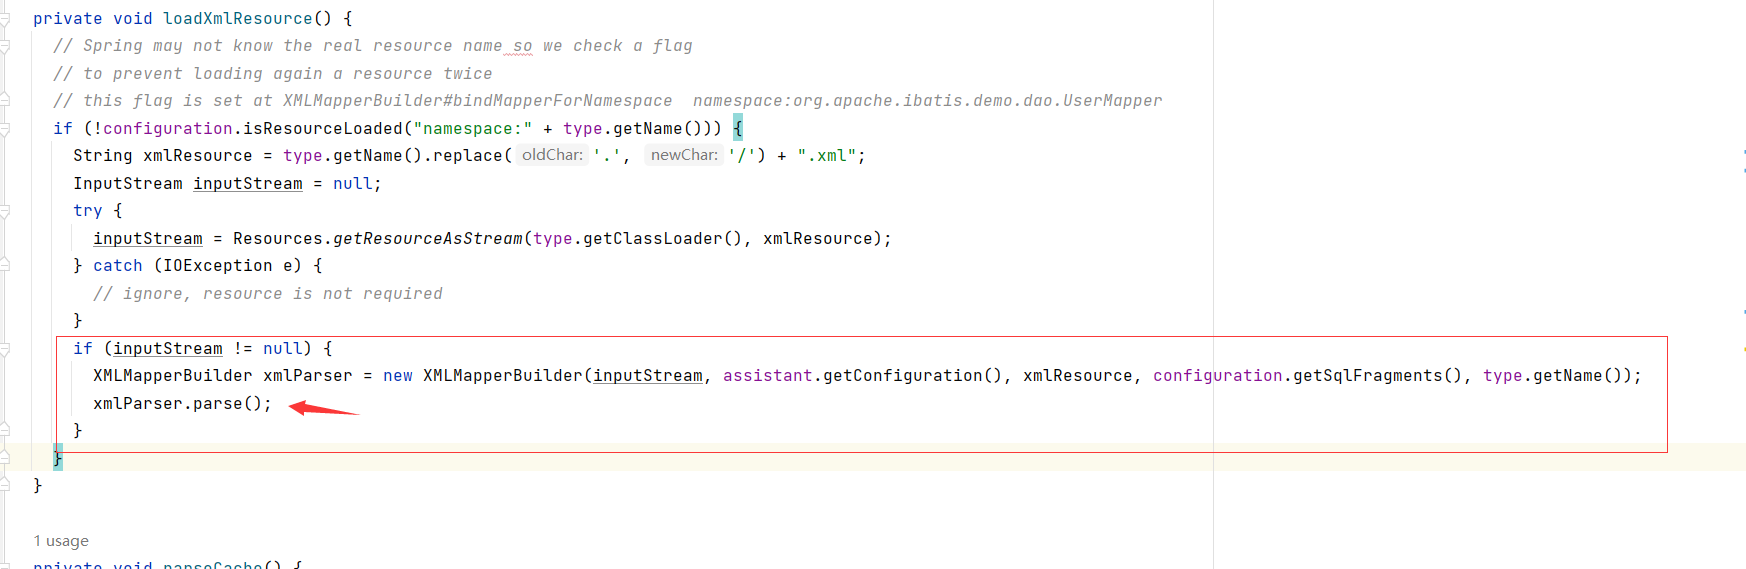 private void loadXmlResource() {
// Spring may not know the real resource name so we check a flag
// to prevent loading again a resource twice
// this flag is set at XMLMapperBuilder#bindMapperForNamespace  namespace:org.apache.ibatis.demo.dao.UserMapper
if (!configuration.isResourceLoaded("namespace:" + type.getName())) {
String xmlResource = type.getName().replace( oldChar: '.', newChar: '/') + ".xml";
InputStream inputStream = null;
try {
inputStream = Resources.getResourceAsStream(type.getClassLoader(), xmlResource);
} catch (IOException e) {
// ignore, resource is not required
}
if (inputStream != null) {
XMLMapperBuilder xmlParser = new XMLMapperBuilder(inputStream, assistant.getConfiguration(), xmlResource, configuration.getSqlFragments(), type.getName());
xmlParser.parse();
}
}
}
1 usage
private void parseCache() {